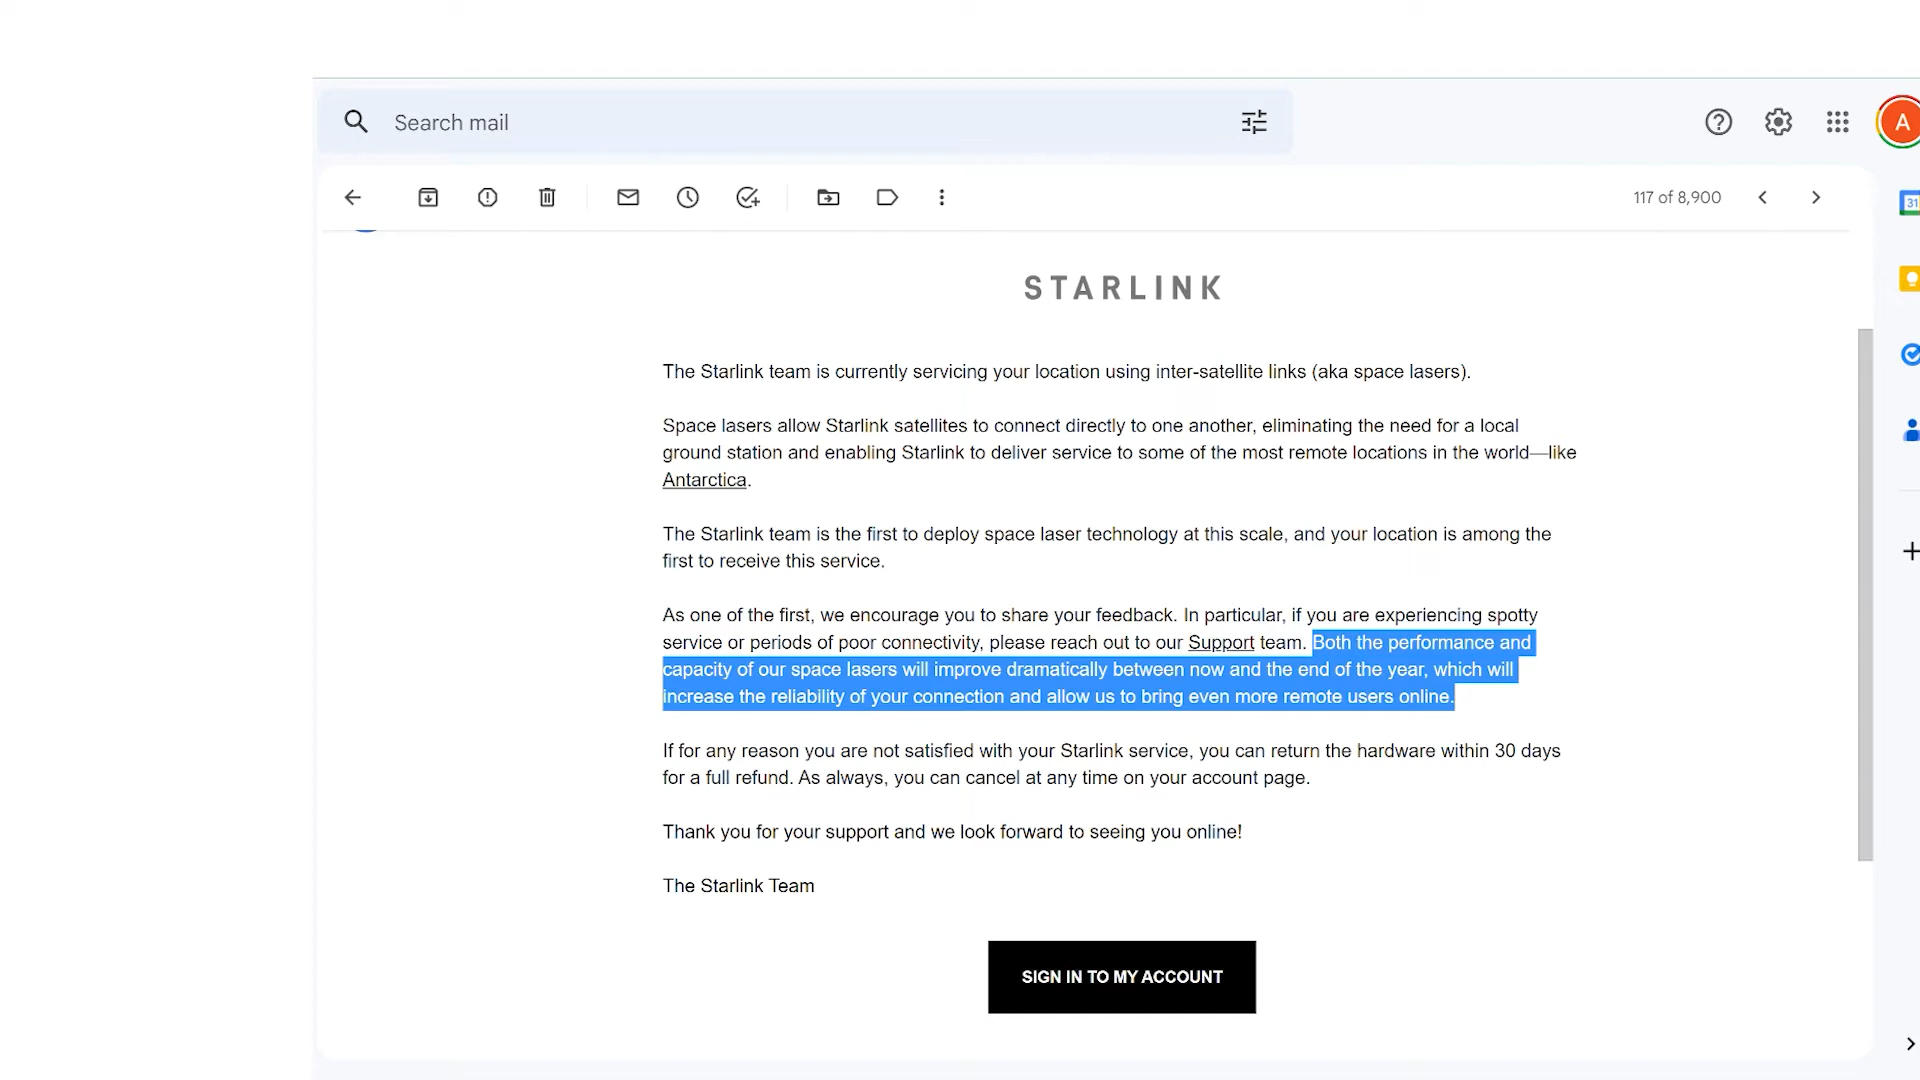 Search mail
A
117 of 8,900
31
STARLINK
The Starlink team is currently servicing your location using inter-satellite links (aka space lasers).
Space lasers allow Starlink satellites to connect directly to one another, eliminating the need for a local
ground station and enabling Starlink to deliver service to some of the most remote locations in the world—like
Antarctica.
The Starlink team is the first to deploy space laser technology at this scale, and your location is among the
first to receive this service.
As one of the first, we encourage you to share your feedback. In particular, if you are experiencing spotty
service or periods of poor connectivity, please reach out to our Support team. Both the performance and
capacity of our space lasers will improve dramatically between now and the end of the year, which will
increase the reliability of your connection and allow us to bring even more remote users online.
If for any reason you are not satisfied with your Starlink service, you can return the hardware within 30 days
for a full refund. As always, you can cancel at any time on your account page.
Thank you for your support and we look forward to seeing you online!
The Starlink Team
SIGN IN TO MY ACCOUNT